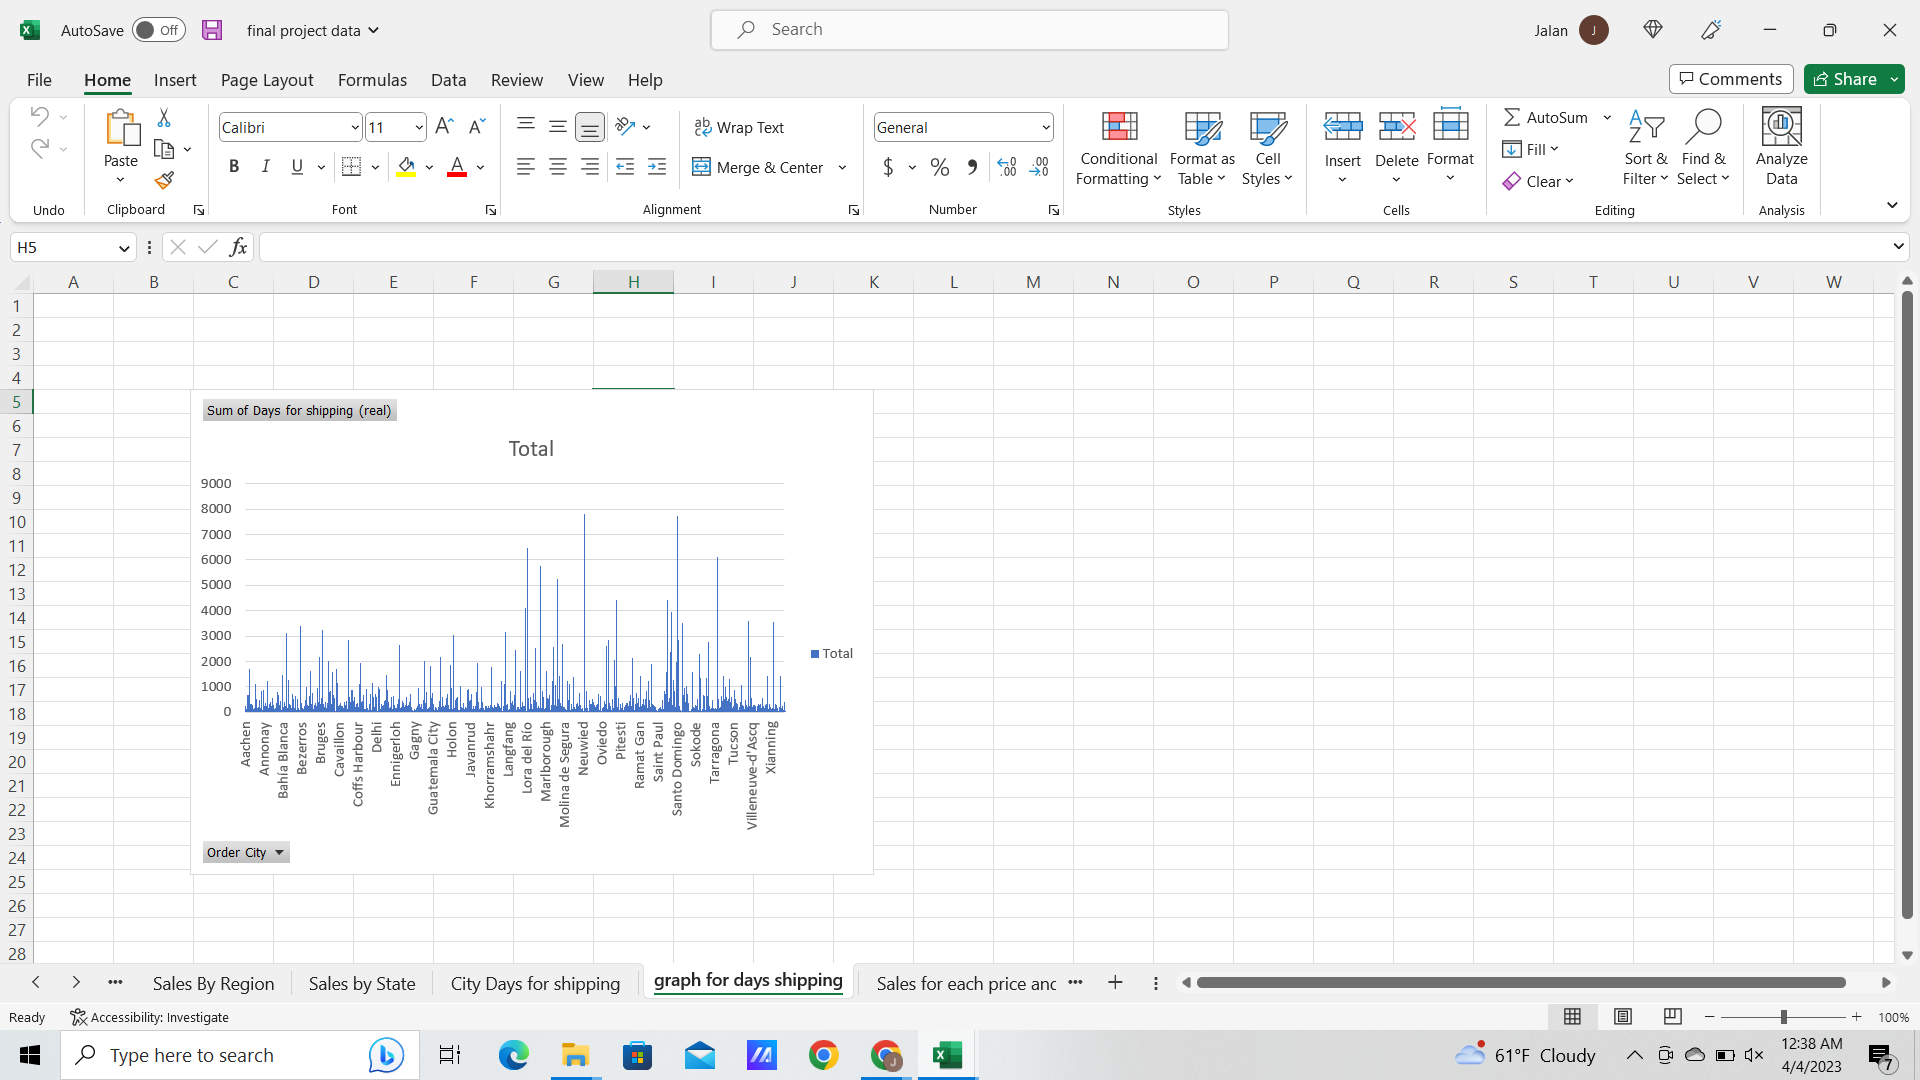 AutoSave Off final project data Search Jalan J
File Home Insert Page Layout Formulas Data Review View Help Comments Share
Calibri 11 Wrap Text General AutoSum
Paste B I U A Merge & Center $ % Conditional Formatting Format as Table Cell Styles Insert Delete Format Fill Clear Sort & Filter Find & Select Analyze Data
Undo Clipboard Font Alignment Number Styles Cells Editing Analysis
H5 fx
A B C D E F G H I J K L M N O P Q R S T U V W
1
2
3
4
5
6
7
8
9
10
11
12
13
14
15
16
17
18
19
20
21
22
23
24
25
26
27
28
Sum of Days for shipping (real)
Total
9000
8000
7000
6000
5000
4000
3000
2000
1000
0
Total
Aachen
Annonay
Bahía Blanca
Bezerros
Bruges
Cavaillon
Coffs Harbour
Delhi
Ennigerloh
Gagny
Guatemala City
Holon
Javanrud
Khorramshahr
Langfang
Lora del Río
Marlborough
Molina de Segura
Neuwied
Oviedo
Pitesti
Ramat Gan
Saint Paul
Santo Domingo
Sokode
Tarragona
Tucson
Villeneuve-d'Ascq
Xianning
Order City
Sales By Region Sales by State City Days for shipping graph for days shipping Sales for each price anc
Ready Accessibility: Investigate 100%
Type here to search 61°F Cloudy 12:38 AM
4/4/2023 7